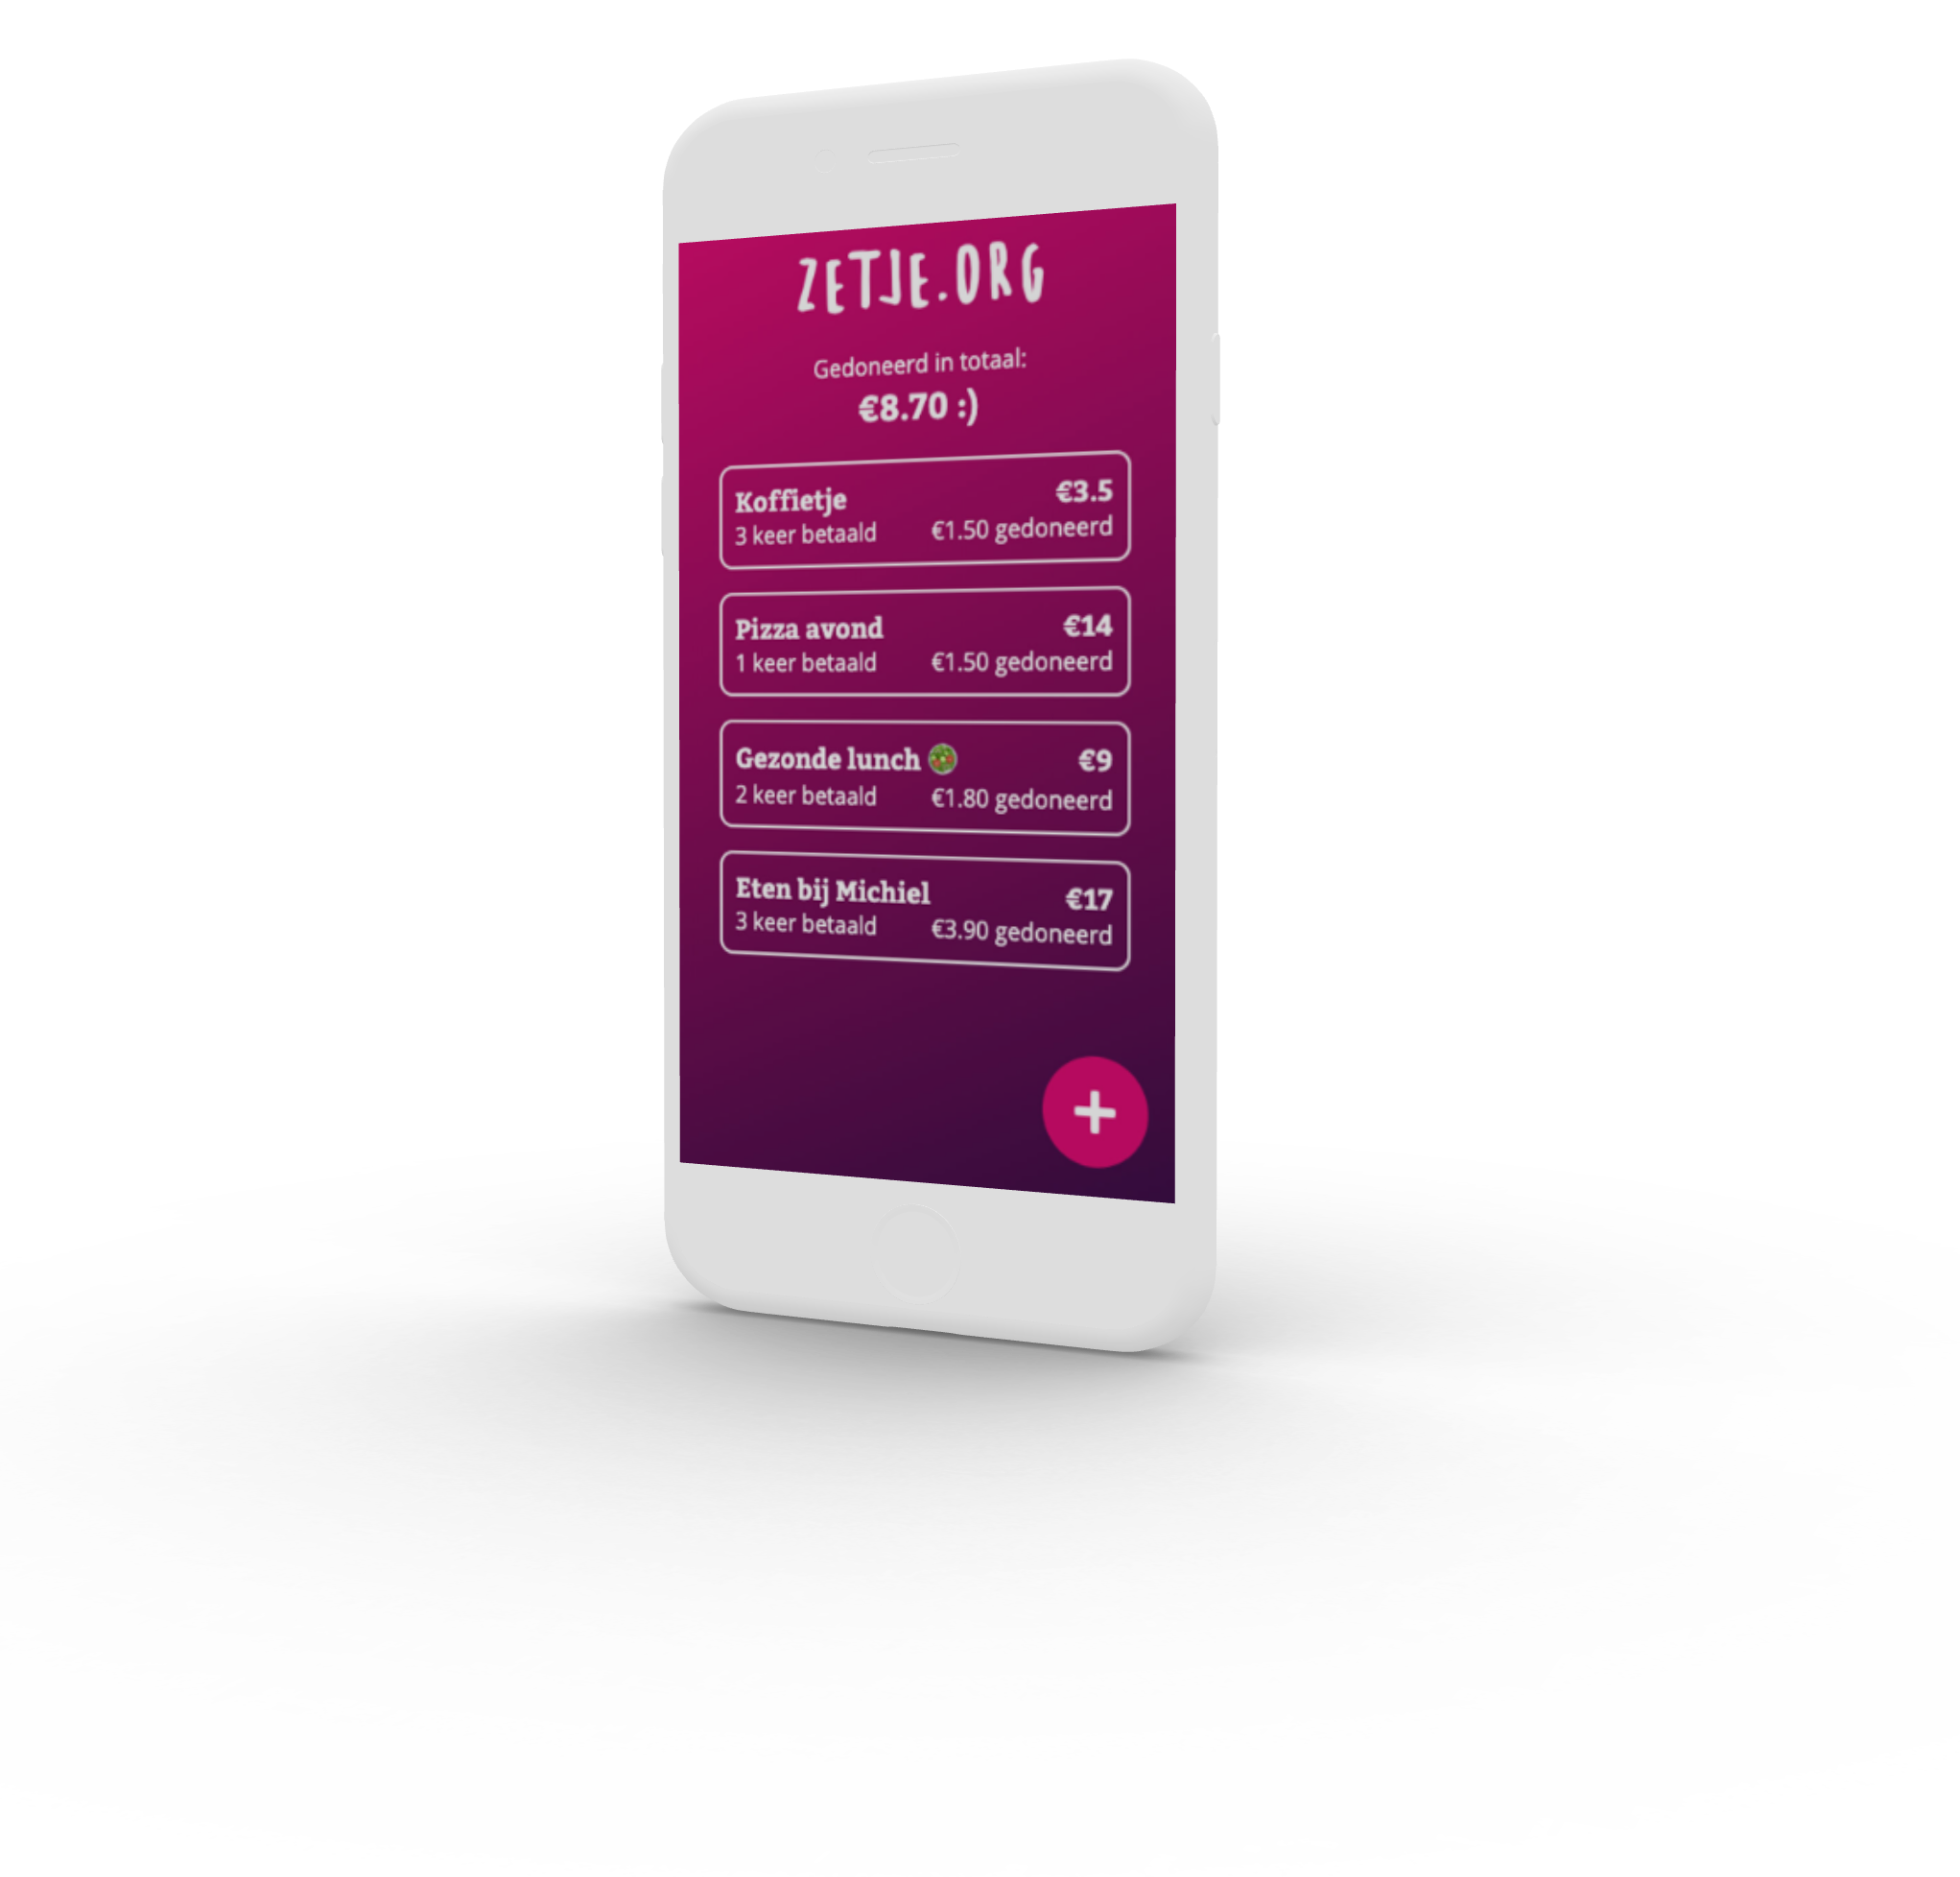 ZETJE.ORG
Gedoneerd in totaal:
€8.70 :)
Koffietje €3.5
3 keer betaald €1.50 gedoneerd
Pizza avond €14
1 keer betaald €1.50 gedoneerd
Gezonde lunch 🥗 €9
2 keer betaald €1.80 gedoneerd
Eten bij Michiel €17
3 keer betaald €3.90 gedoneerd
+